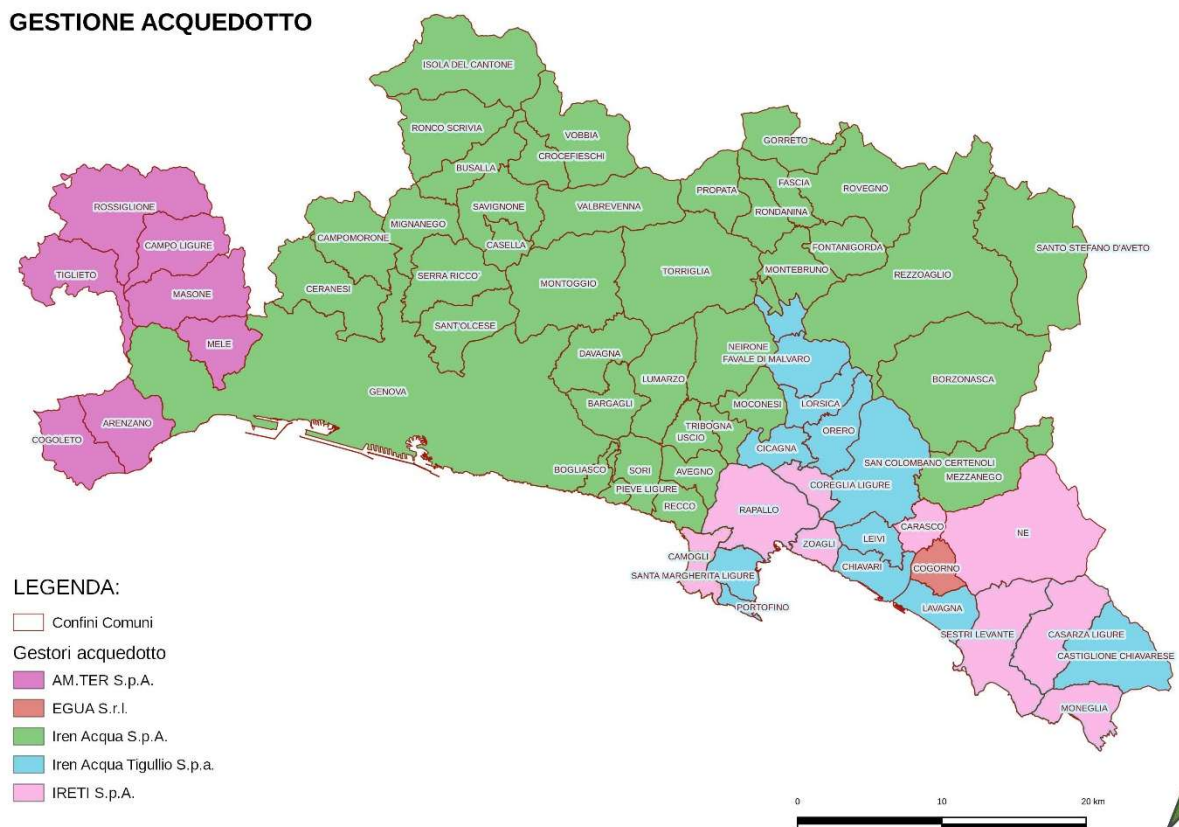 GESTIONE ACQUEDOTTO
ISOLA DEL CANTONE
RONCO SCRIVIA
VOBBIA
CROCEFIESCHI
GORRETO
BUSALLA
FASCIA
ROVEGNO
PROPATA
ROSSIGLIONE
SAVIGNONE
VALBREVENNA
RONDANINA
MIGNANEGO
CAMPOMORONE
CAMPO LIGURE
CASELLA
FONTANIGORDA
SANTO STEFANO D'AVETO
TIGLIETO
SERRA RICCO'
TORRIGLIA
MONTEBRUNO
REZZOAGLIO
MASONE
CERANESI
MONTOGGIO
SANT'OLCESE
MELE
NEIRONE
DAVAGNA
FAVALE DI MALVARO
LUMARZO
BORZONASCA
GENOVA
BARGAGLI
MOCONESI
LORSICA
ARENZANO
TRIBOGNA
ORERO
COGOLETO
USCIO
CICAGNA
SAN COLOMBANO CERTENOLI
BOGLIASCO
SORI
AVEGNO
MEZZANEGO
COREGLIA LIGURE
PIEVE LIGURE
RECCO
RAPALLO
CARASCO
NE
ZOAGLI
LEIVI
CAMOGLI
CHIAVARI
COGORNO
SANTA MARGHERITA LIGURE
PORTOFINO
LAVAGNA
SESTRI LEVANTE
CASARZA LIGURE
CASTIGLIONE CHIAVARESE
MONEGLIA
LEGENDA:
Confini Comuni
Gestori acquedotto
AM.TER S.p.A.
EGUA S.r.l.
Iren Acqua S.p.A.
Iren Acqua Tigullio S.p.a.
IRETI S.p.A.
0 10 20 km